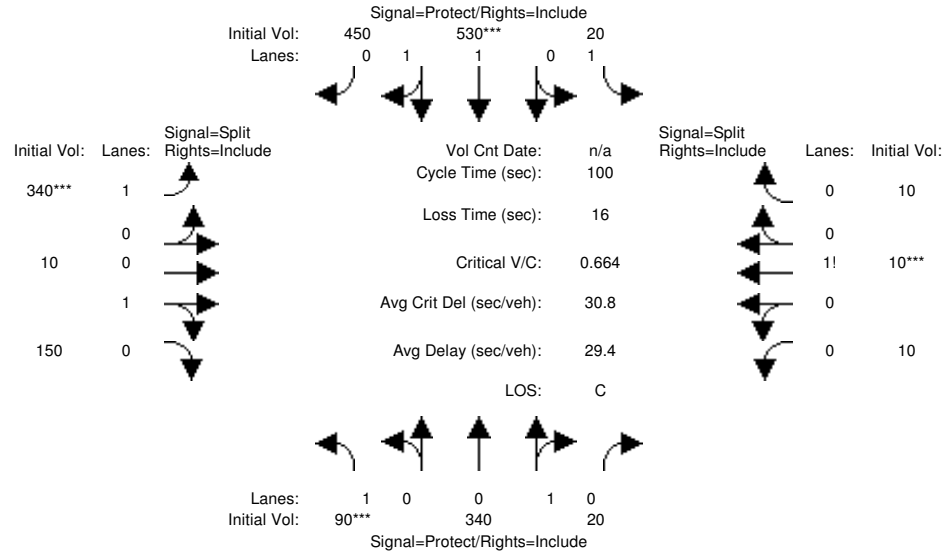 Signal=Protect/Rights=Include
Initial Vol: 450 530*** 20
Lanes: 0 1 1 0 1
Signal=Split
Rights=Include
Initial Vol: Lanes:
340*** 1
0
10 0
1
150 0
Vol Cnt Date: n/a
Cycle Time (sec): 100
Loss Time (sec): 16
Critical V/C: 0.664
Avg Crit Del (sec/veh): 30.8
Avg Delay (sec/veh): 29.4
LOS: C
Signal=Split
Rights=Include
Lanes: Initial Vol:
0 10
0
1! 10***
0
0 10
Lanes: 1 0 0 1 0
Initial Vol: 90*** 340 20
Signal=Protect/Rights=Include